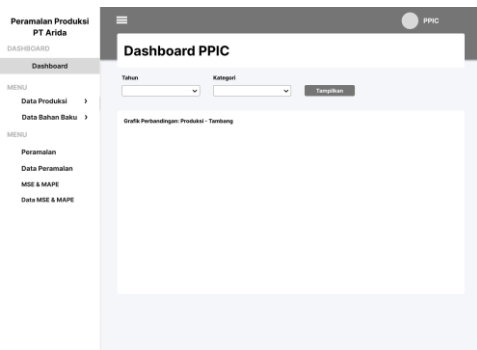 Peramalan Produksi
PT Arida
DASHBOARD
Dashboard
MENU
Data Produksi
Data Bahan Baku
MENU
Peramalan
Data Peramalan
MSE & MAPE
Data MSE & MAPE
PPIC
Dashboard PPIC
Tahun
Kategori
Tampilkan
Grafik Perbandingan: Produksi - Tambang